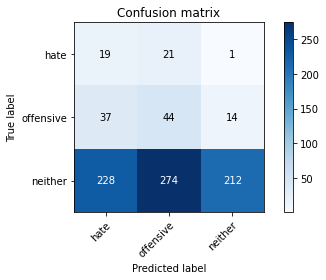 Confusion matrix
hate 19 21 1
offensive 37 44 14
neither 228 274 212
hate offensive neither
True label
Predicted label
250
200
150
100
50